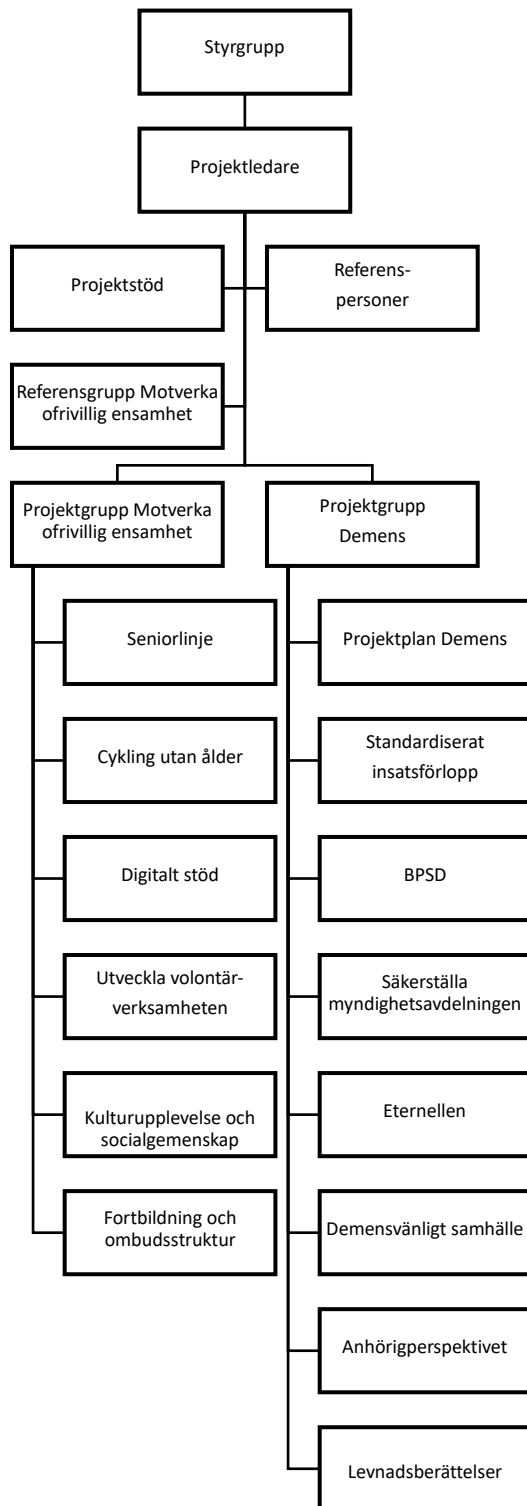 Styrgrupp
Projektledare
Projektstöd
Referens-
personer
Referensgrupp Motverka
ofrivillig ensamhet
Projektgrupp Motverka
ofrivillig ensamhet
Projektgrupp
Demens
Seniorlinje
Cykling utan ålder
Digitalt stöd
Utveckla volontär-
verksamheten
Kulturupplevelse och
socialgemenskap
Fortbildning och
ombudsstruktur
Projektplan Demens
Standardiserat
insatsförlopp
BPSD
Säkerställa
myndighetsavdelningen
Eternellen
Demensvänligt samhälle
Anhörigperspektivet
Levnadsberättelser